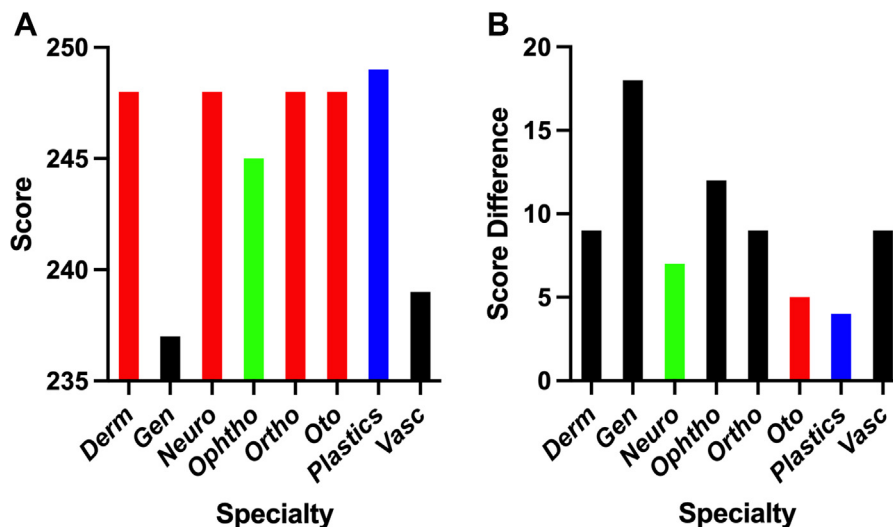 A
Score
250
245
240
235
Derm
Gen
Neuro
Ophtho
Ortho
Oto
Plastics
Vasc
Specialty
B
Score Difference
20
15
10
5
0
Derm
Gen
Neuro
Ophtho
Ortho
Oto
Plastics
Vasc
Specialty